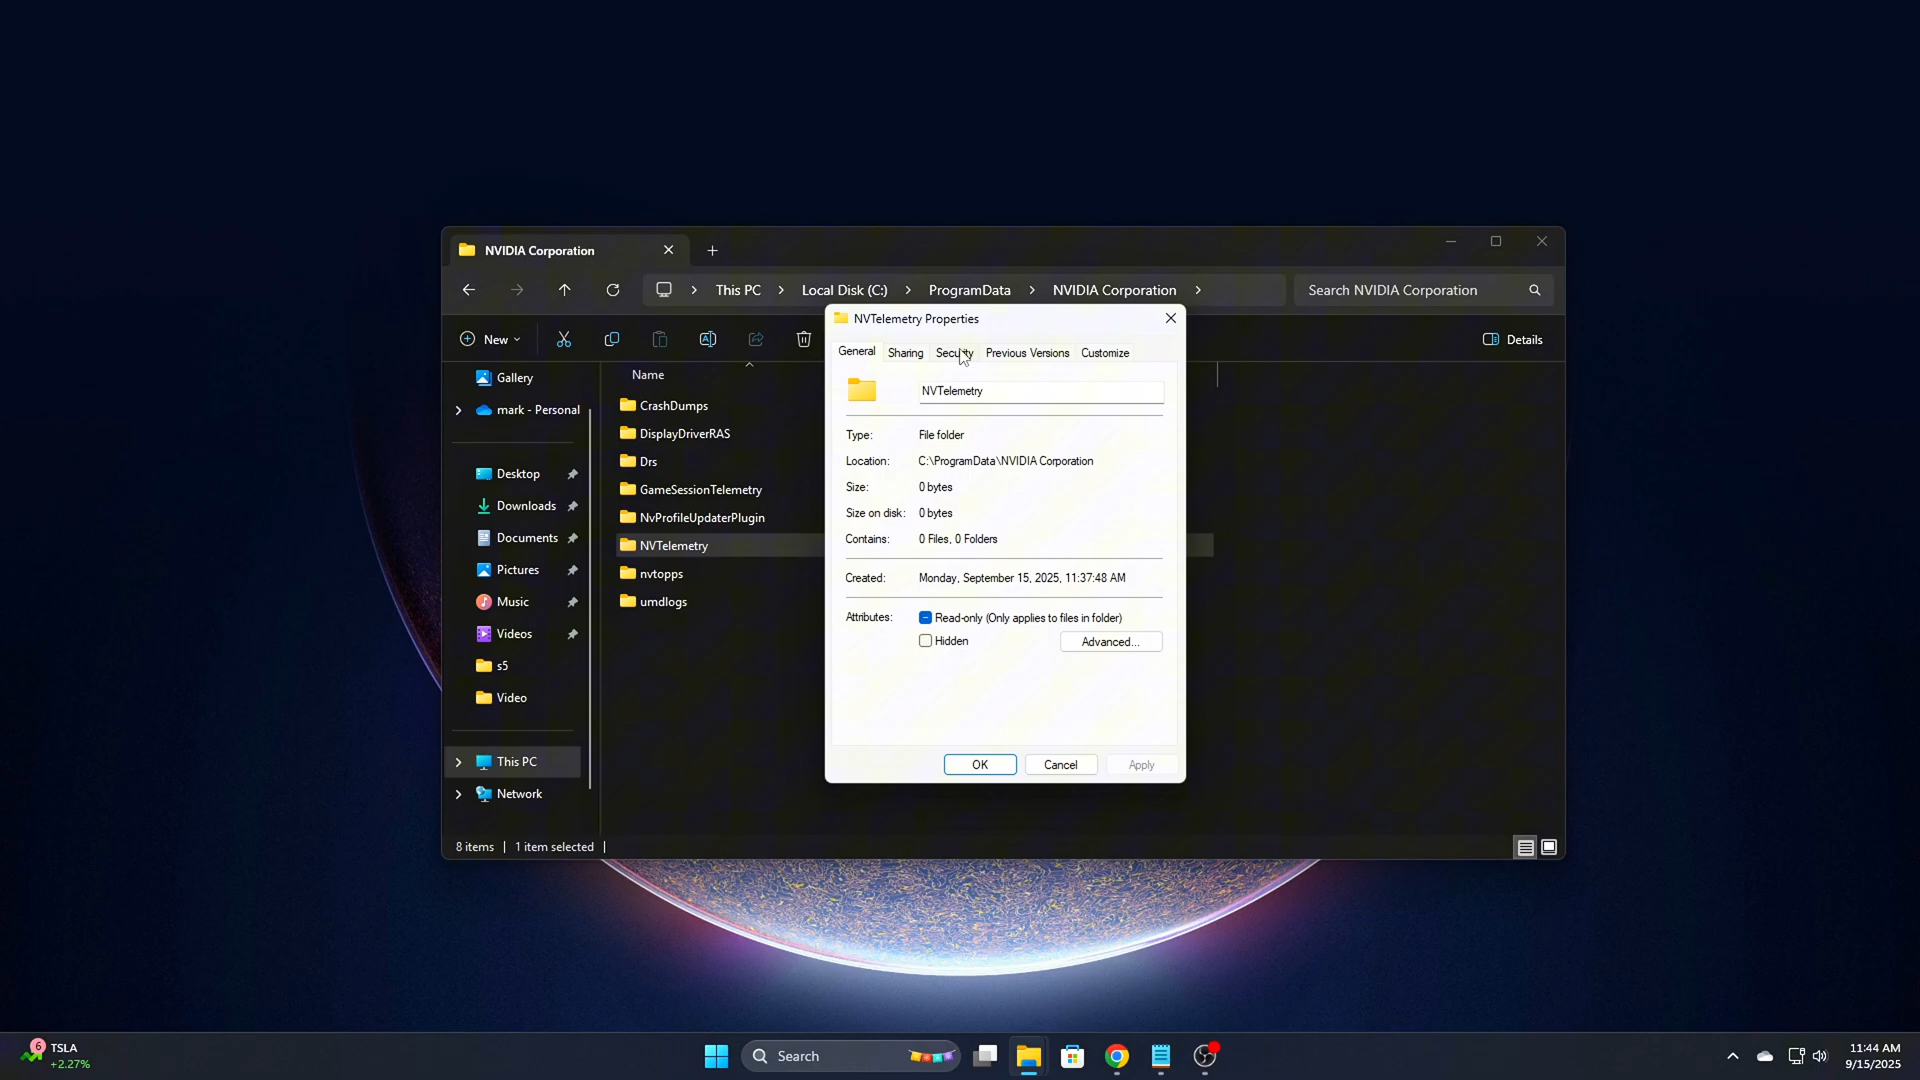 NVIDIA Corporation
This PC
Local Disk (C:)
ProgramData
NVIDIA Corporation
Search NVIDIA Corporation
New
Details
Gallery
mark - Personal
Desktop
Downloads
Documents
Pictures
Music
Videos
s5
Video
This PC
Network
Name
CrashDumps
DisplayDriverRAS
Drs
GameSessionTelemetry
NvProfileUpdaterPlugin
NVTelemetry
nvtopps
umdlogs
8 items
1 item selected
NVTelemetry Properties
General
Sharing
Security
Previous Versions
Customize
NVTelemetry
Type: File folder
Location: C:\ProgramData\NVIDIA Corporation
Size: 0 bytes
Size on disk: 0 bytes
Contains: 0 Files, 0 Folders
Created: Monday, September 15, 2025, 11:37:48 AM
Attributes: Read-only (Only applies to files in folder)
Hidden
Advanced...
OK
Cancel
Apply
6
TSLA
+2.27%
Search
11:44 AM
9/15/2025